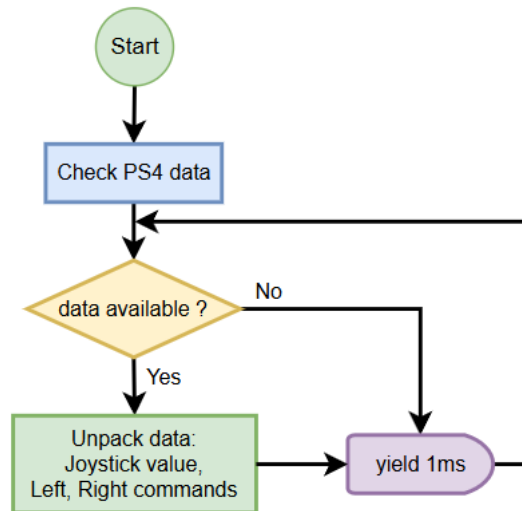 Start
Check PS4 data
data available ?
No
Yes
Unpack data:
Joystick value,
Left, Right commands
yield 1ms